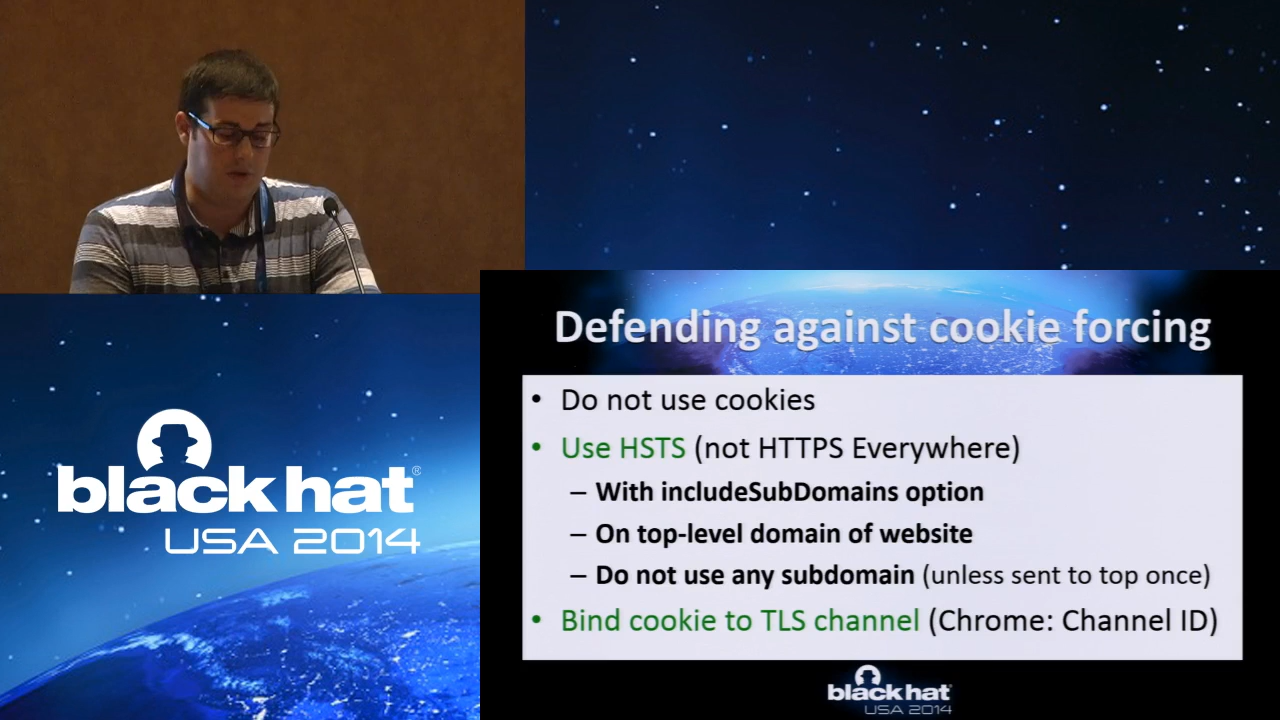 black hat®
USA 2014
Defending against cookie forcing
• Do not use cookies
• Use HSTS (not HTTPS Everywhere)
– With includeSubDomains option
– On top-level domain of website
– Do not use any subdomain (unless sent to top once)
• Bind cookie to TLS channel (Chrome: Channel ID)
black hat®
USA 2014